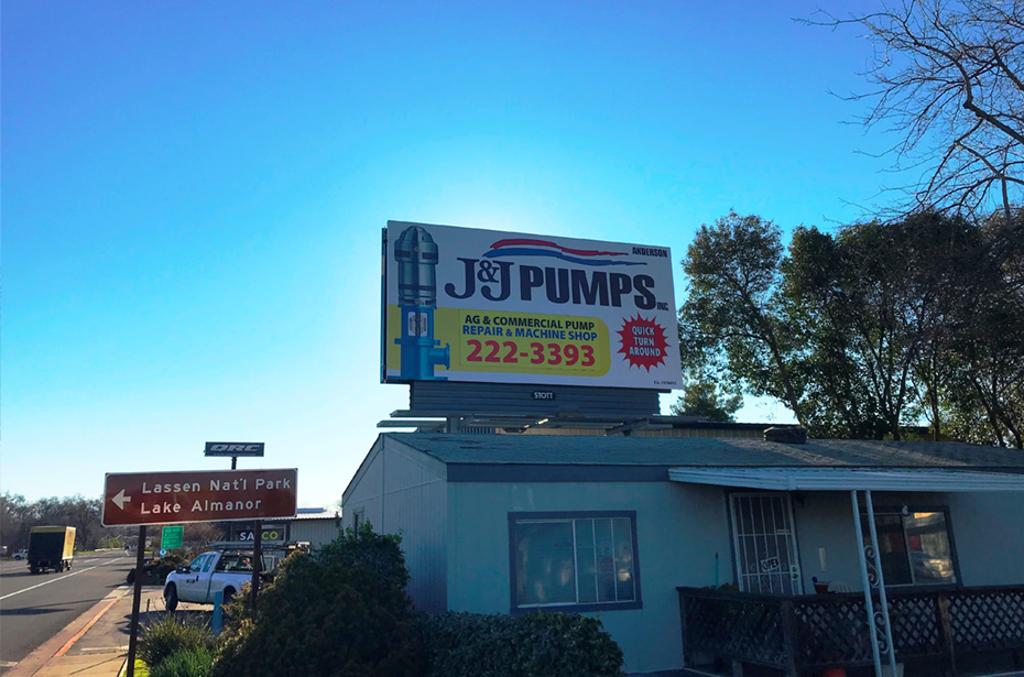 ANDERSON
J&J PUMPS INC
AG & COMMERCIAL PUMP
REPAIR & MACHINE SHOP
222-3393
QUICK
TURN
AROUND
STOTT
ORC
Lassen Nat'l Park
Lake Almanor
OPEN